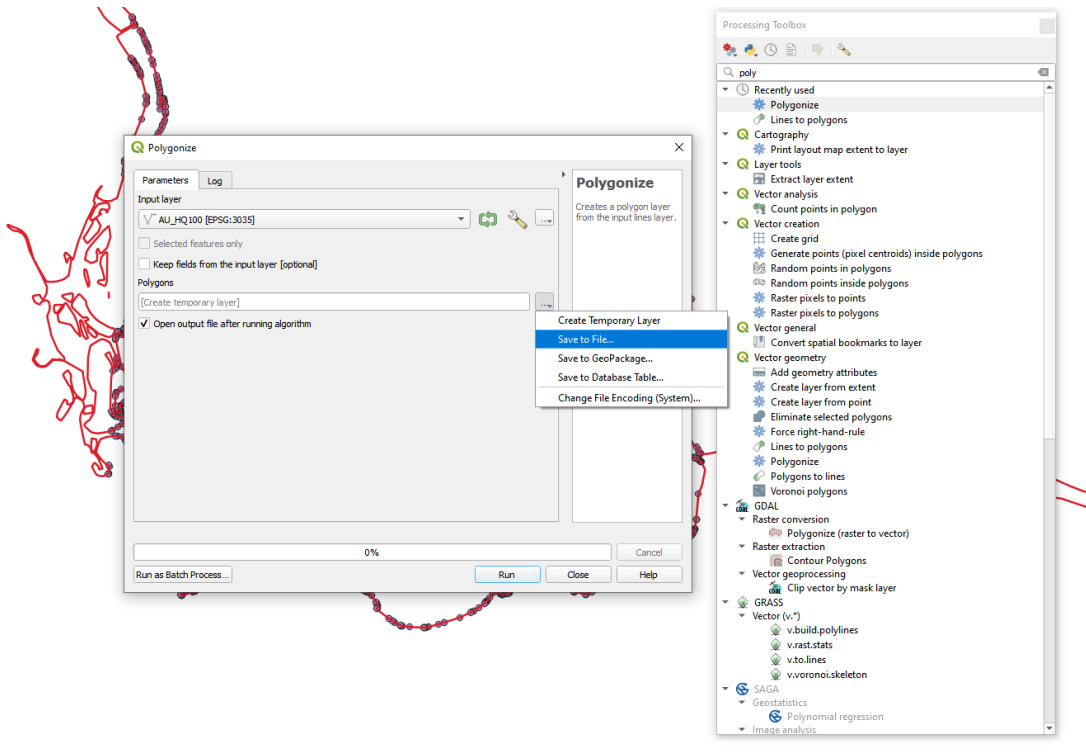 Polygonize
Parameters
Log
Input layer
AU_HQ100 [EPSG:3035]
...
Selected features only
Keep fields from the input layer [optional]
Polygons
[Create temporary layer]
...
Open output file after running algorithm
Polygonize
Creates a polygon layer
from the input lines layer.
Create Temporary Layer
Save to File...
Save to GeoPackage...
Save to Database Table...
Change File Encoding (System)...
0%
Cancel
Run as Batch Process...
Run
Close
Help
Processing Toolbox
poly
Recently used
Polygonize
Lines to polygons
Cartography
Print layout map extent to layer
Layer tools
Extract layer extent
Vector analysis
Count points in polygon
Vector creation
Create grid
Generate points (pixel centroids) inside polygons
Random points in polygons
Random points inside polygons
Raster pixels to points
Raster pixels to polygons
Vector general
Convert spatial bookmarks to layer
Vector geometry
Add geometry attributes
Create layer from extent
Create layer from point
Eliminate selected polygons
Force right-hand-rule
Lines to polygons
Polygonize
Polygons to lines
Voronoi polygons
GDAL
Raster conversion
Polygonize (raster to vector)
Raster extraction
Contour Polygons
Vector geoprocessing
Clip vector by mask layer
GRASS
Vector (v.*)
v.build.polylines
v.rast.stats
v.to.lines
v.voronoi.skeleton
SAGA
Geostatistics
Polynomial regression
Image analysis